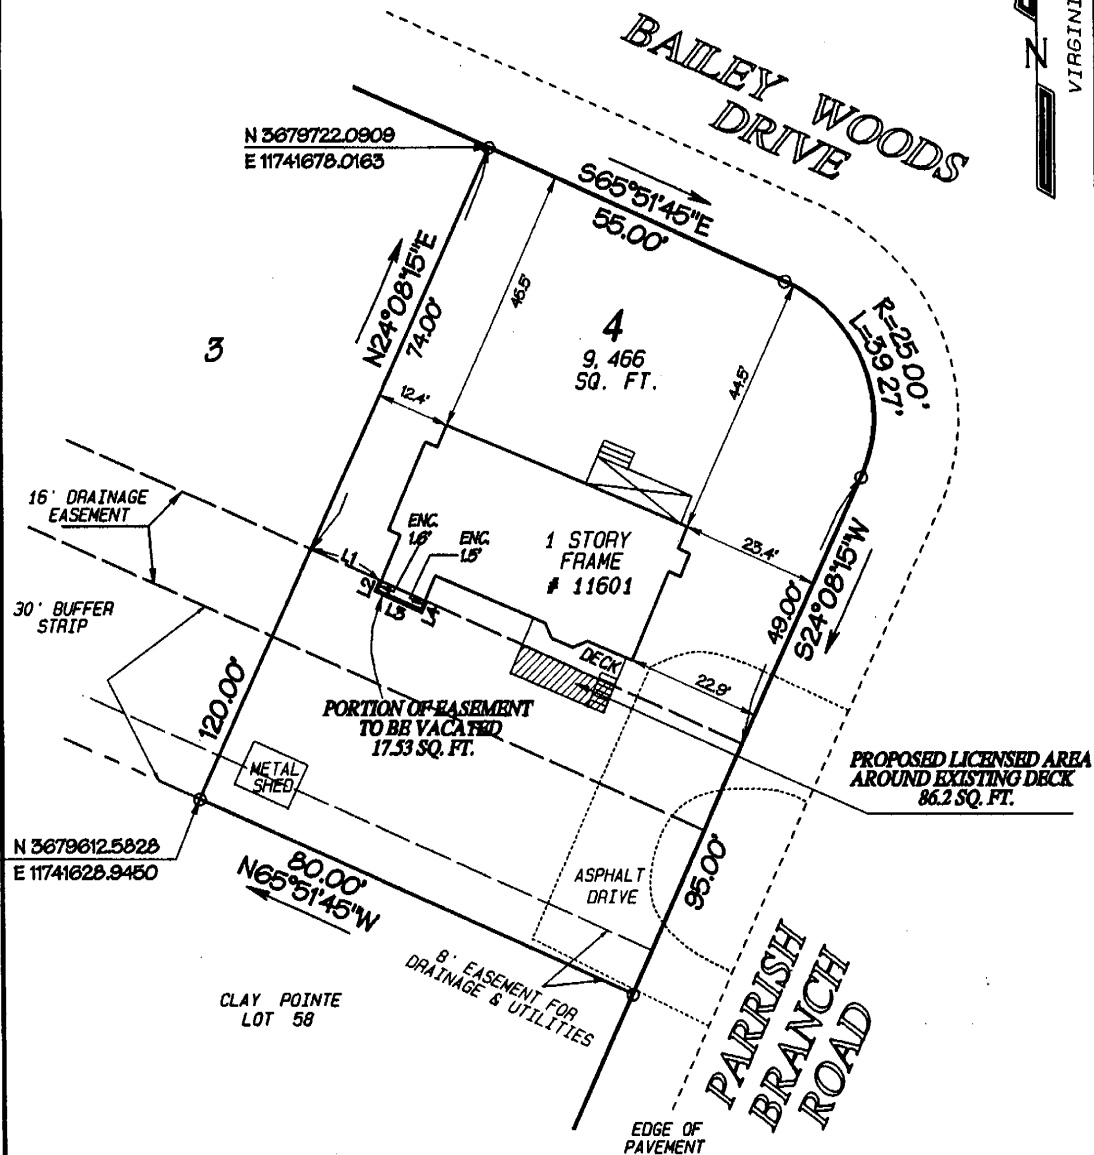 BAILEY WOODS
DRIVE
N
VIRGINI
N 3679722.0909
E 11741678.0163
S65°51'45"E
55.00'
N24°08'15"E
74.00'
46.5'
R=25.00'
L=39.27'
3
4
9,466
SQ. FT.
44.5'
12.4'
16' DRAINAGE
EASEMENT
ENC.
1.6'
ENC.
1.5'
1 STORY
FRAME
# 11601
23.4'
L1
L2
L3
L4
49.00'
S24°08'15"W
30' BUFFER
STRIP
DECK
22.9'
120.00'
PORTION OF EASEMENT
TO BE VACATED
17.53 SQ. FT.
METAL
SHED
PROPOSED LICENSED AREA
AROUND EXISTING DECK
86.2 SQ. FT.
N 3679612.5828
E 11741628.9450
80.00'
N65°51'45"W
ASPHALT
DRIVE
95.00'
8' EASEMENT FOR
DRAINAGE & UTILITIES
CLAY POINTE
LOT 58
PARRISH
BRANCH
ROAD
EDGE OF
PAVEMENT